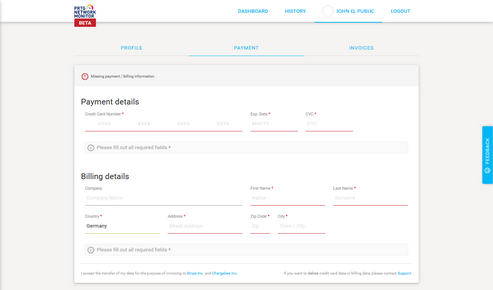 PRTG
NETWORK
MONITOR
BETA
DASHBOARD
HISTORY
JOHN Q. PUBLIC
LOGOUT
PROFILE
PAYMENT
INVOICES
Missing payment / billing information
Payment details
Credit Card Number *
Exp. Date *
CVC *
XXXX XXXX XXXX XXXX
MM/YY
Please fill out all required fields *
Billing details
Company
First Name *
Last Name *
Company Name
Name
Surname
Country *
Address *
Zip Code *
City *
Germany
Street address
Zip
Town / City
Please fill out all required fields *
I accept the transfer of my data for the purpose of invoicing to Stripe Inc. and Chargebee Inc.
If you want to delete credit card data or billing data, please contact Support
FEEDBACK